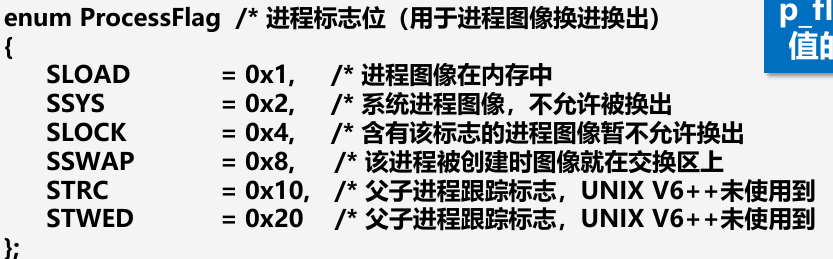 enum ProcessFlag /* 进程标志位（用于进程图像换进换出）
{
SLOAD = 0x1, /* 进程图像在内存中
SSYS = 0x2, /* 系统进程图像，不允许被换出
SLOCK = 0x4, /* 含有该标志的进程图像暂不允许换出
SSWAP = 0x8, /* 该进程被创建时图像就在交换区上
STRC = 0x10, /* 父子进程跟踪标志，UNIX V6++未使用到
STWED = 0x20 /* 父子进程跟踪标志，UNIX V6++未使用到
};
p_fl
值的